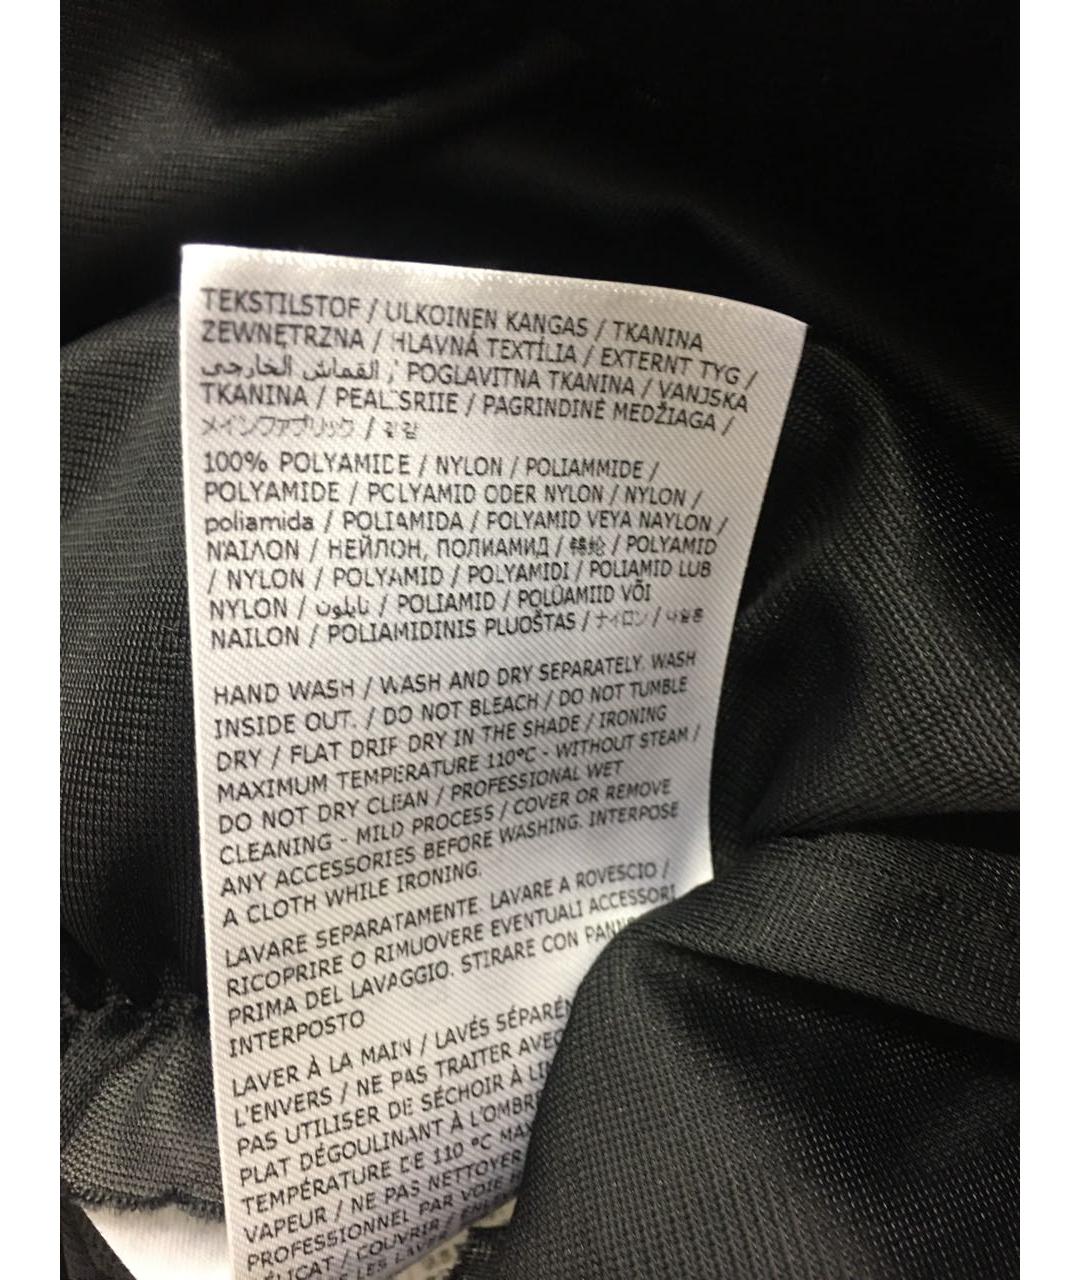 TEKSTILSTOF / ULKOINEN KANGAS / TKANINA
ZEWNĘTRZNA / HLAVNÁ TEXTÍLIA / EXTERNT TYG /
القماش الخارجي / POGLAVITNA TKANINA / VANJSKA
TKANINA / PEALISRIIE / PAGRINDINĖ MEDŽIAGA /
メインファブリック / 겉감
100% POLYAMIDE / NYLON / POLIAMMIDE /
POLYAMIDE / POLYAMID ODER NYLON / NYLON /
poliamida / POLIAMIDA / POLYAMID VEYA NAYLON /
ΝΑΪΛΟΝ / НЕЙЛОН, ПОЛИАМИД / 锦纶 / POLYAMID
/ NYLON / POLYAMID / POLYAMIDI / POLIAMID LUB
NYLON / نايلون / POLIAMID / POLÜAMIID VÕI
NAILON / POLIAMIDINIS PLUOŠTAS / ナイロン / 나일론
HAND WASH / WASH AND DRY SEPARATELY. WASH
INSIDE OUT. / DO NOT BLEACH / DO NOT TUMBLE
DRY / FLAT DRIP DRY IN THE SHADE / IRONING
MAXIMUM TEMPERATURE 110°C - WITHOUT STEAM /
DO NOT DRY CLEAN / PROFESSIONAL WET
CLEANING - MILD PROCESS / COVER OR REMOVE
ANY ACCESSORIES BEFORE WASHING. INTERPOSE
A CLOTH WHILE IRONING.
LAVARE SEPARATAMENTE. LAVARE A ROVESCIO /
RICOPRIRE O RIMUOVERE EVENTUALI ACCESSORI
PRIMA DEL LAVAGGIO. STIRARE CON PANNO
INTERPOSTO
LAVER À LA MAIN / LAVÉS SÉPARÉM
L'ENVERS / NE PAS TRAITER AVEC
PAS UTILISER DE SÉCHOIR À LI
PLAT DÉGOULINANT À L'OMBRE
TEMPÉRATURE DE 110 °C MAX
VAPEUR / NE PAS NETTOYER
PROFESSIONNEL PAR VOIE
ÉLICAT / COUVRIR /
LES LAVER